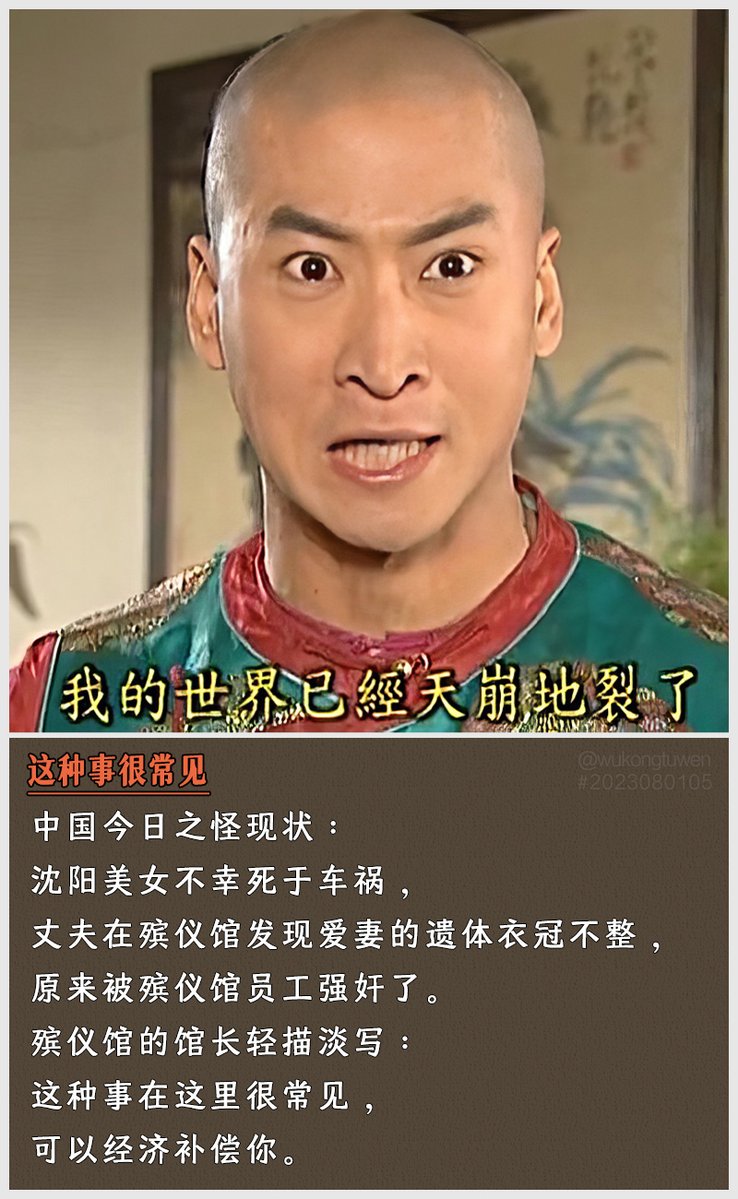 我的世界已經天崩地裂了
这种事很常见
@wukongtuwen
#2023080105
中国今日之怪现状：
沈阳美女不幸死于车祸，
丈夫在殡仪馆发现爱妻的遗体衣冠不整，
原来被殡仪馆员工强奸了。
殡仪馆的馆长轻描淡写：
这种事在这里很常见，
可以经济补偿你。